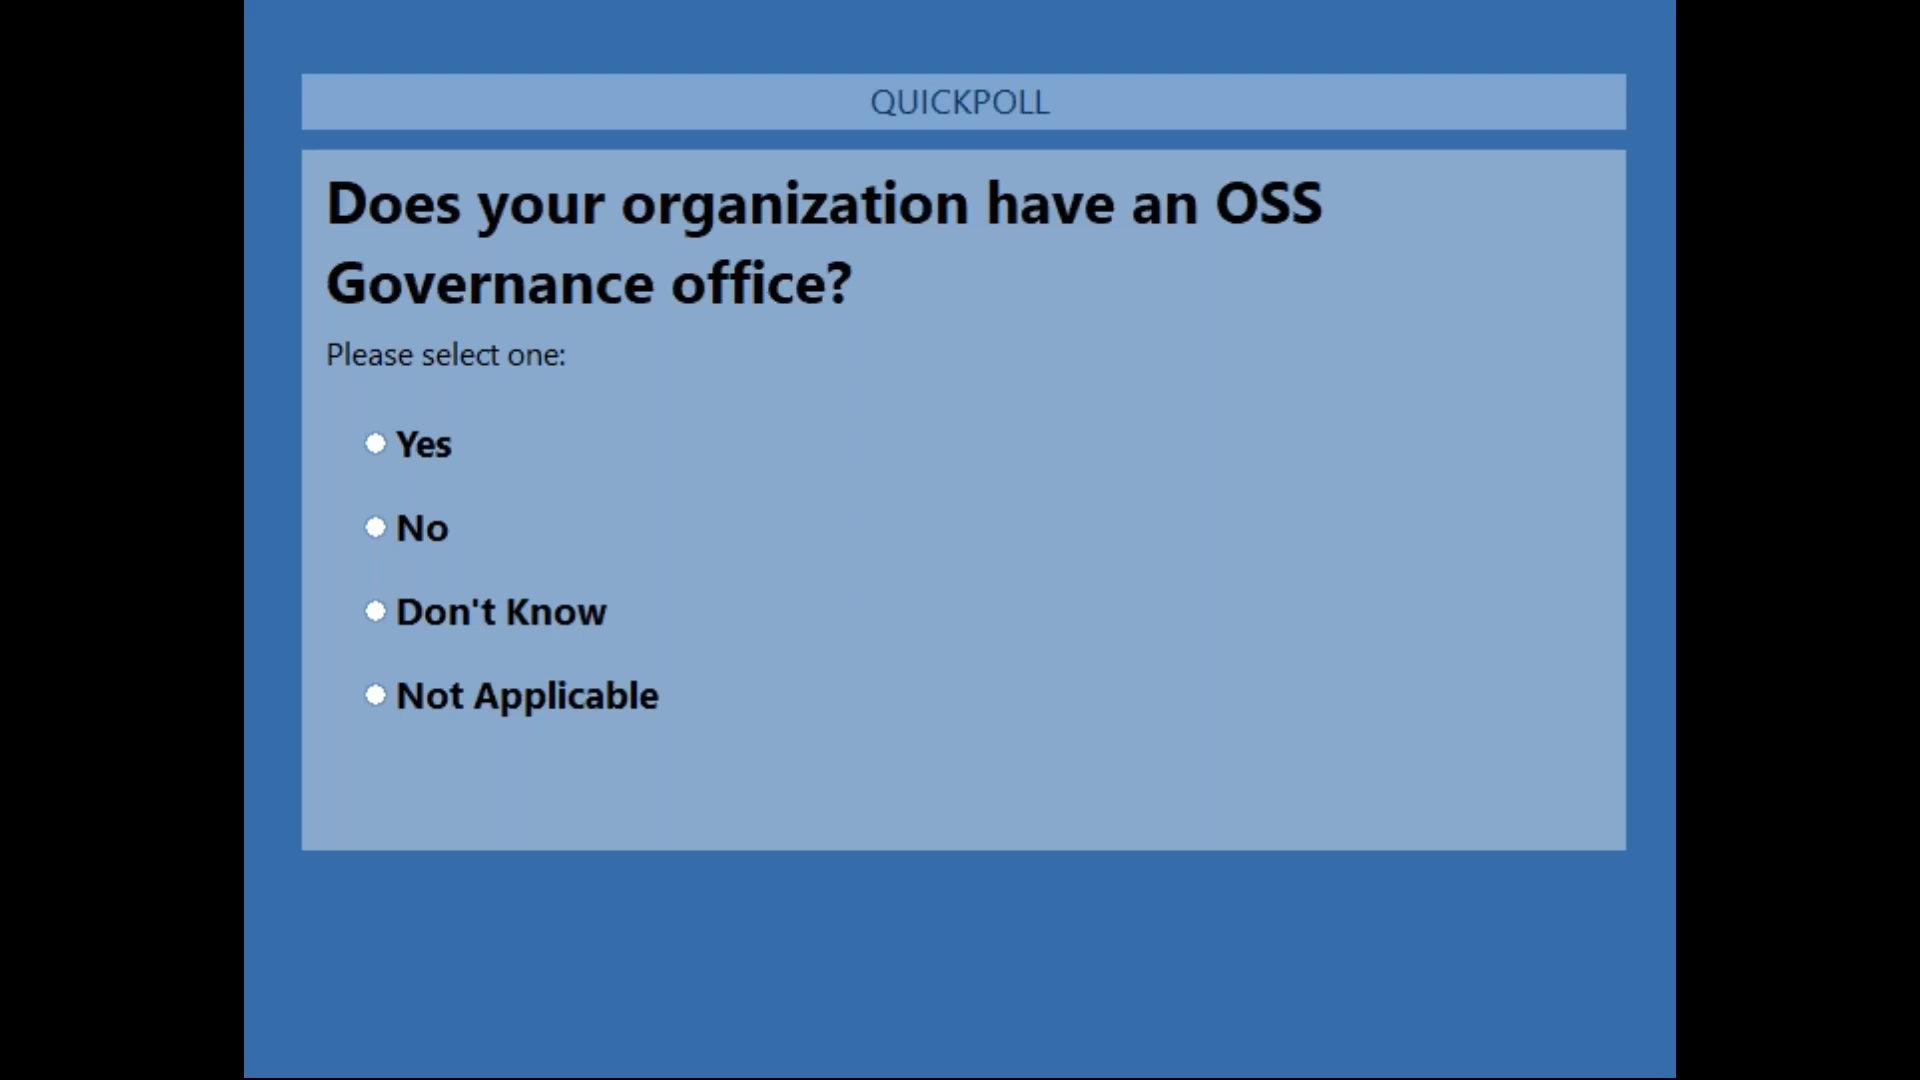 QUICKPOLL
Does your organization have an OSS
Governance office?
Please select one:
Yes
No
Don't Know
Not Applicable